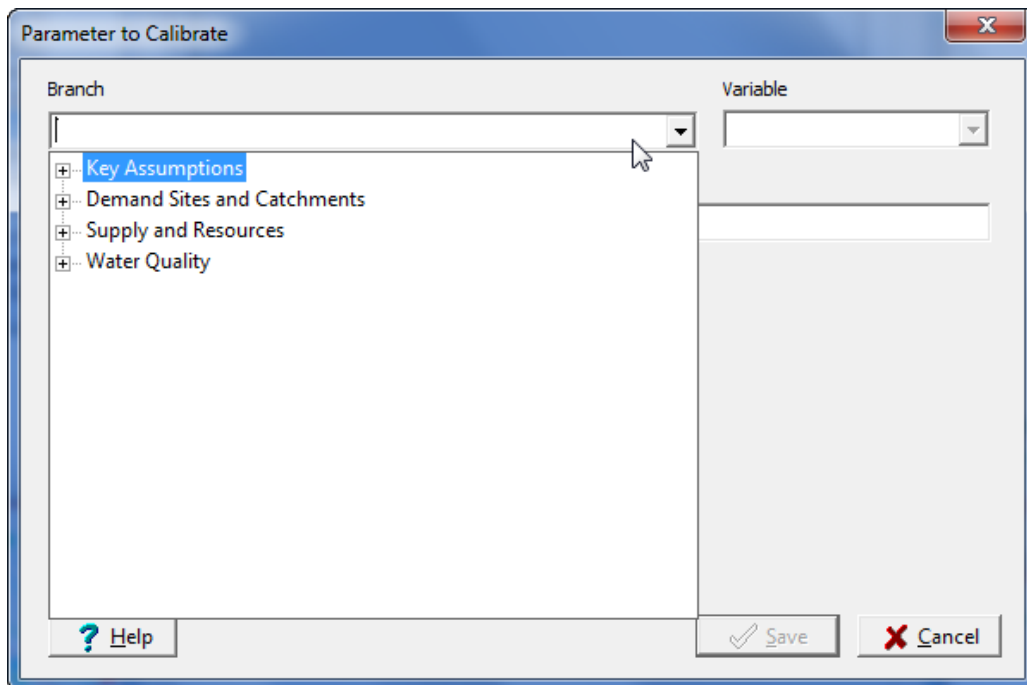 Parameter to Calibrate
Branch
Variable
Key Assumptions
Demand Sites and Catchments
Supply and Resources
Water Quality
? Help
Save
Cancel